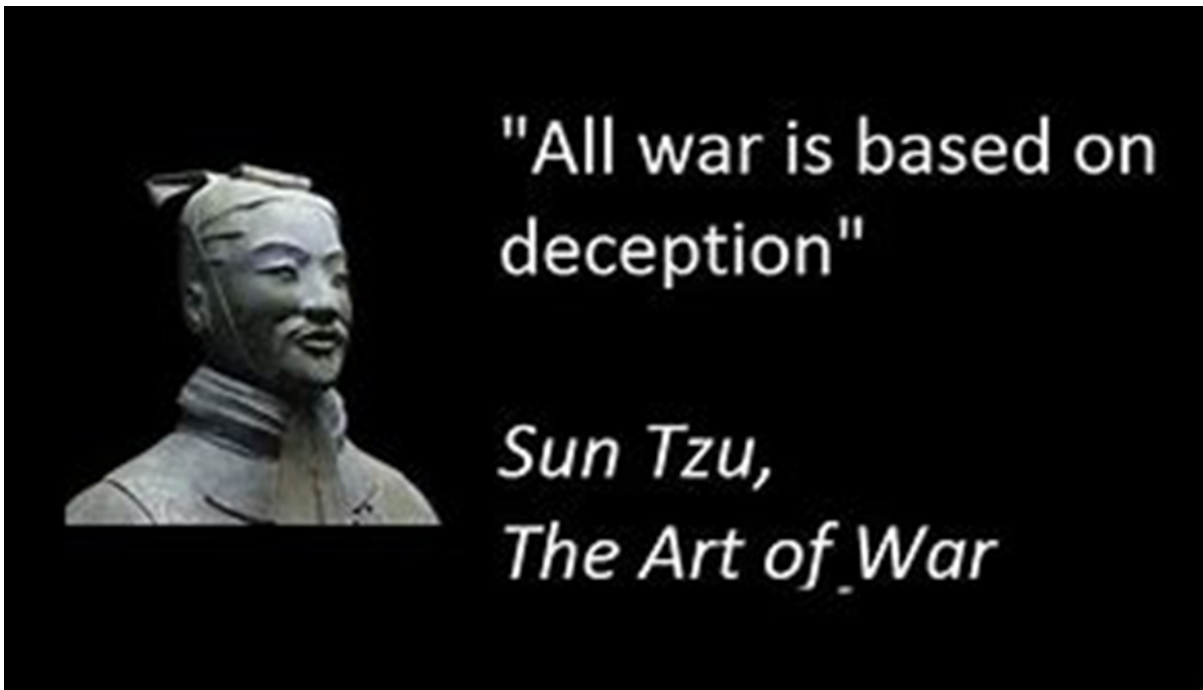 "All war is based on
deception"
Sun Tzu,
The Art of War